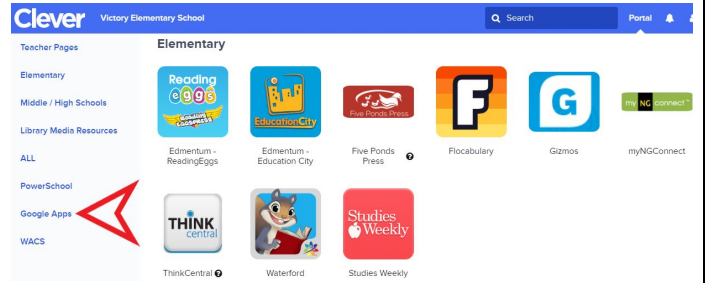 Clever Victory Elementary School Search Portal
Teacher Pages
Elementary
Middle / High Schools
Library Media Resources
ALL
PowerSchool
Google Apps
WACS
Elementary
Reading
eggs
Reading
EGGSPRESS
EducationCity
Five Ponds Press
F
G
my NG connect
Edmentum -
ReadingEggs
Edmentum -
Education City
Five Ponds
Press ?
Flocabulary
Gizmos
myNGConnect
THINK
central
Studies
Weekly
ThinkCentral ?
Waterford
Studies Weekly